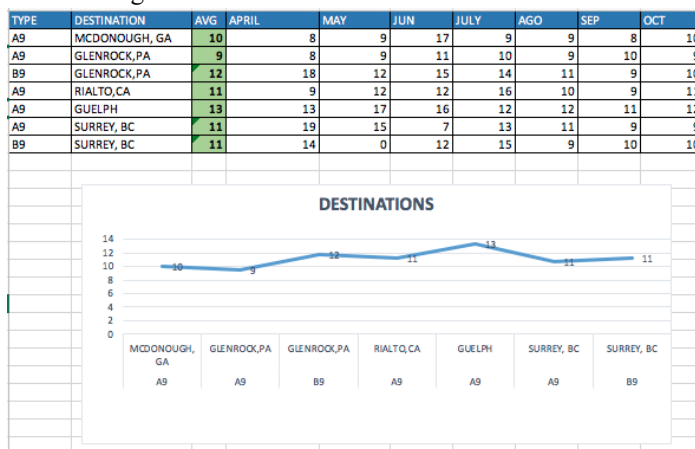 TYPE DESTINATION AVG APRIL MAY JUN JULY AGO SEP OCT
A9 MCDONOUGH, GA 10 8 9 17 9 9 8
A9 GLENROCK,PA 9 8 9 11 10 9 10
B9 GLENROCK,PA 12 18 12 15 14 11 9
A9 RIALTO,CA 11 9 12 12 16 10 9
A9 GUELPH 13 13 17 16 12 12 11
A9 SURREY, BC 11 19 15 7 13 11 9
B9 SURREY, BC 11 14 0 12 15 9 10
DESTINATIONS
14
12
10
8
6
4
2
0
10 9 12 11 13 11 11
MCDONOUGH, GA GLENROCK,PA GLENROCK,PA RIALTO,CA GUELPH SURREY, BC SURREY, BC
A9 A9 B9 A9 A9 A9 B9